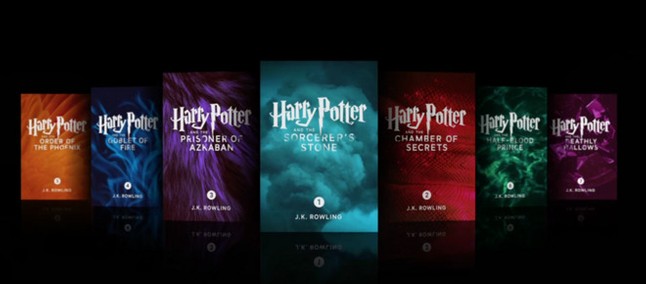 Harry Potter
AND THE
ORDER OF
THE PHOENIX
5
J.K. ROWLING
Harry Potter
AND THE
GOBLET OF
FIRE
4
J.K. ROWLING
Harry Potter
AND THE
PRISONER OF
AZKABAN
3
J.K. ROWLING
Harry Potter
AND THE
SORCERER'S
STONE
1
J.K. ROWLING
Harry Potter
AND THE
CHAMBER OF
SECRETS
2
J.K. ROWLING
Harry Potter
AND THE
HALF-BLOOD
PRINCE
6
J.K. ROWLING
Harry Potter
AND THE
DEATHLY
HALLOWS
7
J.K. ROWLING